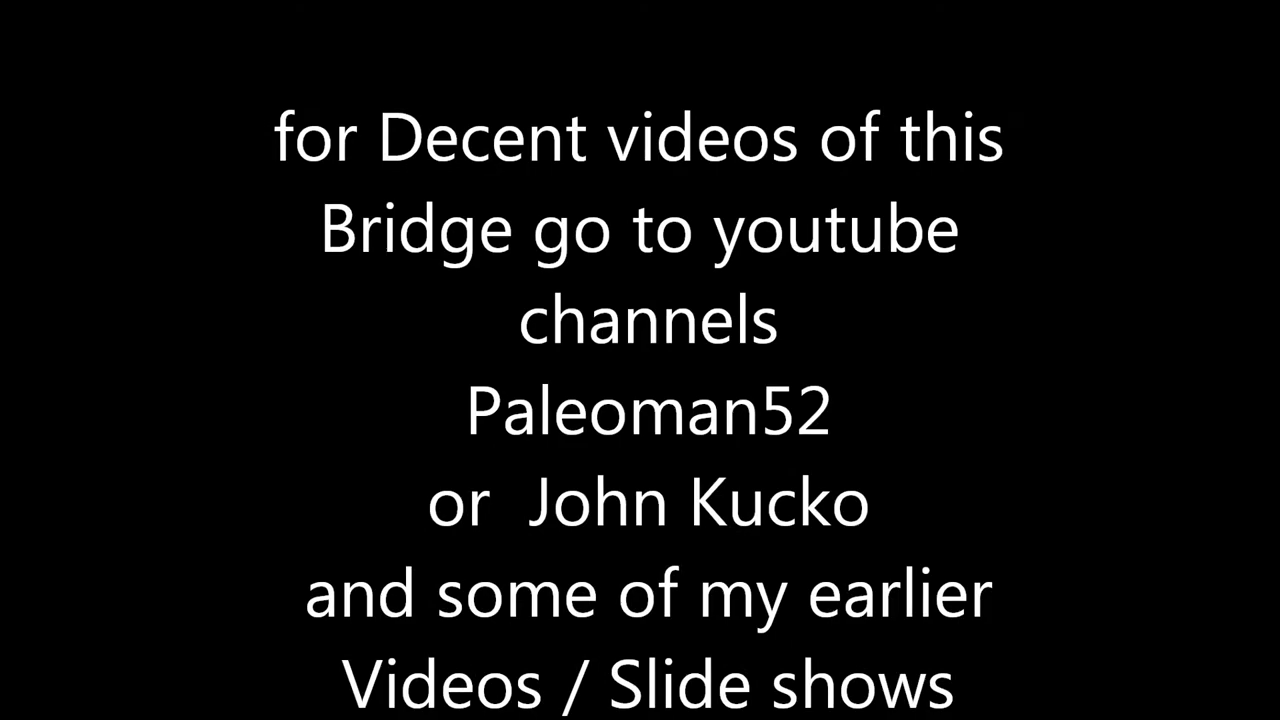 for Decent videos of this
Bridge go to youtube
channels
Paleoman52
or John Kucko
and some of my earlier
Videos / Slide shows